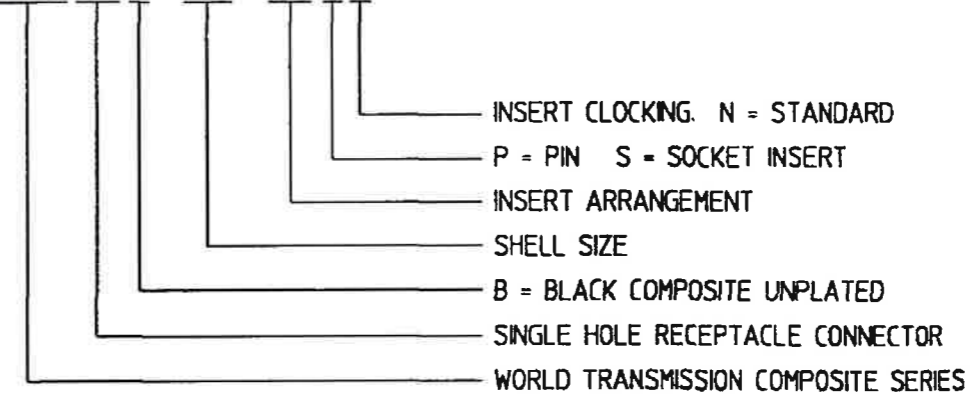 INSERT CLOCKING. N = STANDARD
P = PIN S = SOCKET INSERT
INSERT ARRANGEMENT
SHELL SIZE
B = BLACK COMPOSITE UNPLATED
SINGLE HOLE RECEPTACLE CONNECTOR
WORLD TRANSMISSION COMPOSITE SERIES